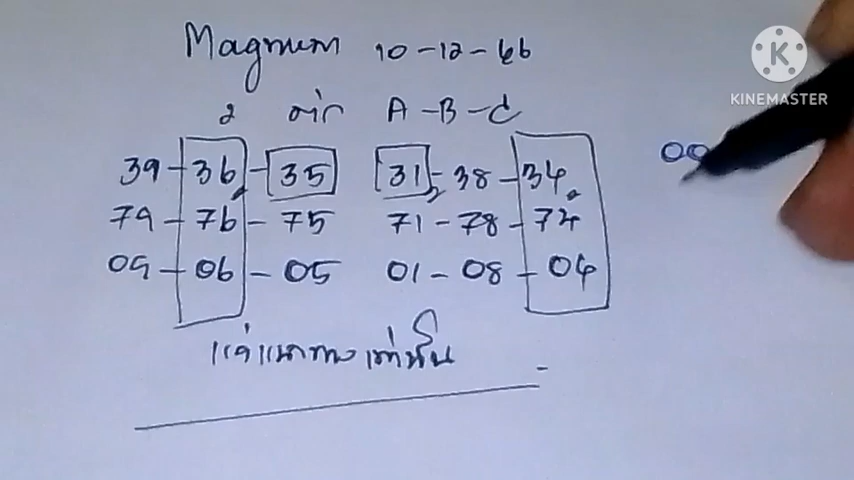 Magnum 10-12-66
2 ตัว A-B-C
39-36-35 31-38-34
79-76-75 71-78-74
09-06-05 01-08-04
แค่แนวทางเท่านั้น
00
K
KINEMASTER